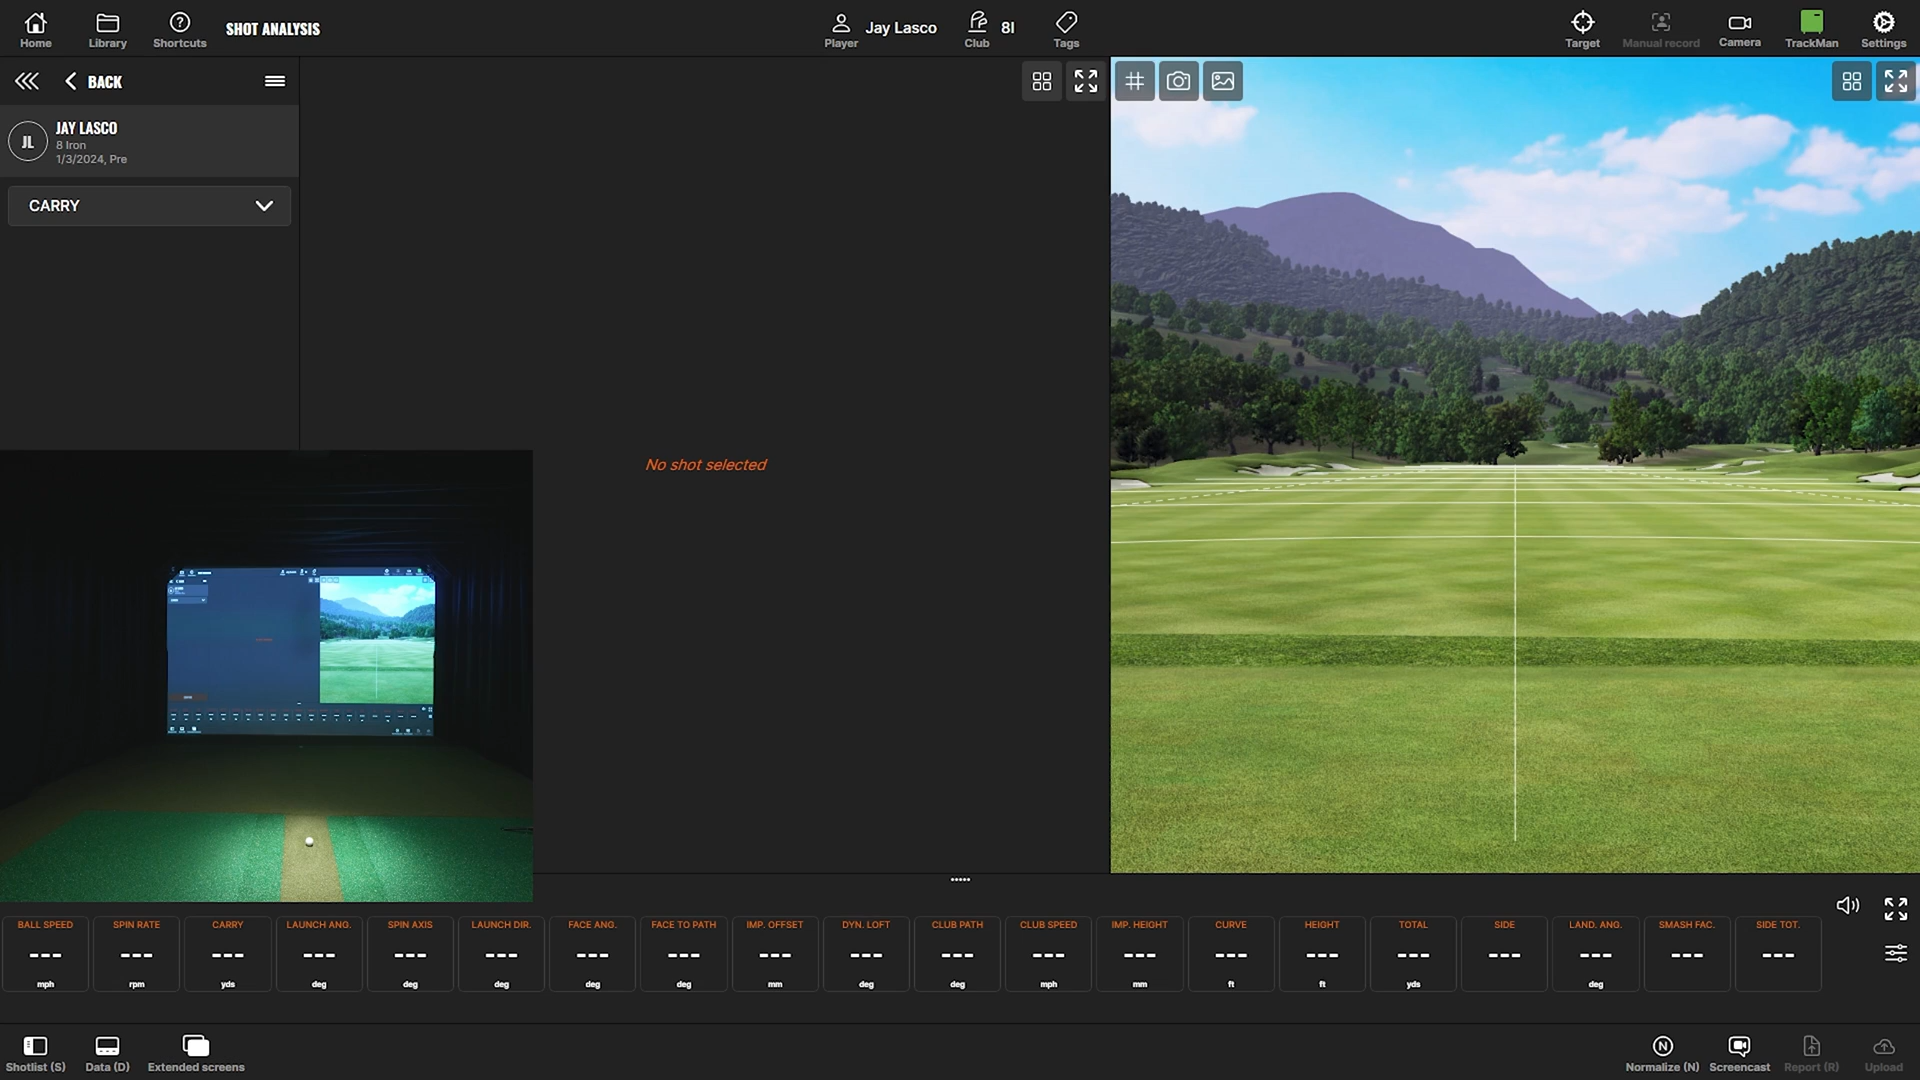 Home
Library
Shortcuts
SHOT ANALYSIS
Player
Jay Lasco
Club
8I
Tags
Target
Manual record
Camera
TrackMan
Settings
BACK
JL
JAY LASCO
8 Iron
1/3/2024, Pre
CARRY
No shot selected
BALL SPEED
---
mph
SPIN RATE
---
rpm
CARRY
---
yds
LAUNCH ANG.
---
deg
SPIN AXIS
---
deg
LAUNCH DIR.
---
deg
FACE ANG.
---
deg
FACE TO PATH
---
deg
IMP. OFFSET
---
mm
DYN. LOFT
---
deg
CLUB PATH
---
deg
CLUB SPEED
---
mph
IMP. HEIGHT
---
mm
CURVE
---
ft
HEIGHT
---
ft
TOTAL
---
yds
SIDE
---
LAND. ANG.
---
deg
SMASH FAC.
---
SIDE TOT.
---
Shotlist (S)
Data (D)
Extended screens
N
Normalize (N)
Screencast
Report (R)
Upload